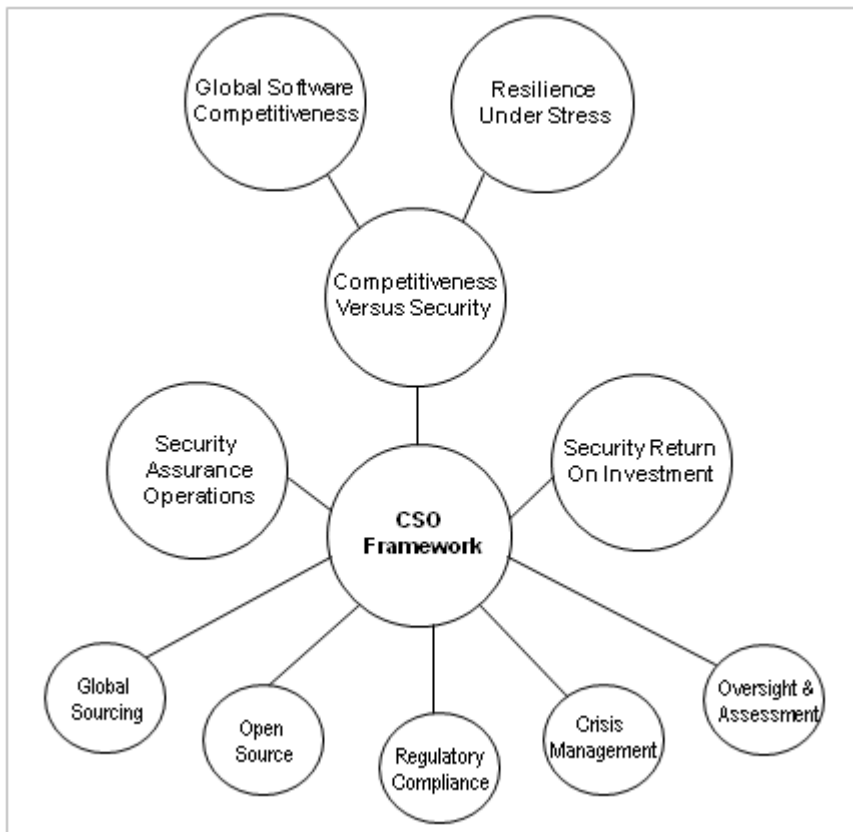 Global Software
Competitiveness
Resilience
Under Stress
Competitiveness
Versus Security
Security
Assurance
Operations
Security Return
On Investment
CSO
Framework
Global
Sourcing
Open
Source
Regulatory
Compliance
Crisis
Management
Oversight &
Assessment